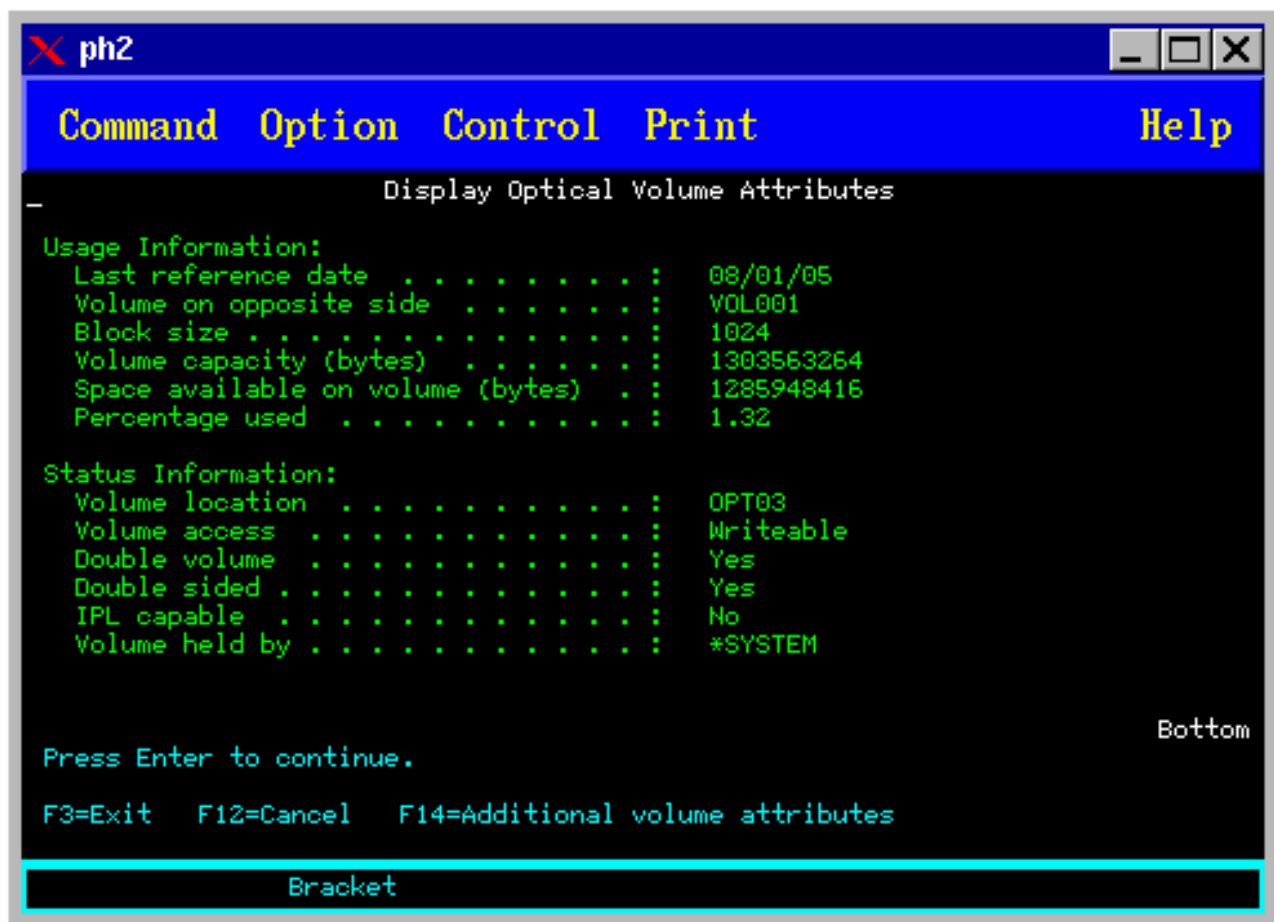 ph2
Command Option Control Print Help
Display Optical Volume Attributes
Usage Information:
Last reference date . . . . . . . . : 08/01/05
Volume on opposite side . . . . . . : VOL001
Block size . . . . . . . . . . . . . : 1024
Volume capacity (bytes) . . . . . . : 1303563264
Space available on volume (bytes) . : 1285948416
Percentage used . . . . . . . . . . : 1.32
Status Information:
Volume location . . . . . . . . . . : OPT03
Volume access . . . . . . . . . . . : Writeable
Double volume . . . . . . . . . . . : Yes
Double sided . . . . . . . . . . . . : Yes
IPL capable . . . . . . . . . . . . : No
Volume held by . . . . . . . . . . . : *SYSTEM
Bottom
Press Enter to continue.
F3=Exit F12=Cancel F14=Additional volume attributes
Bracket